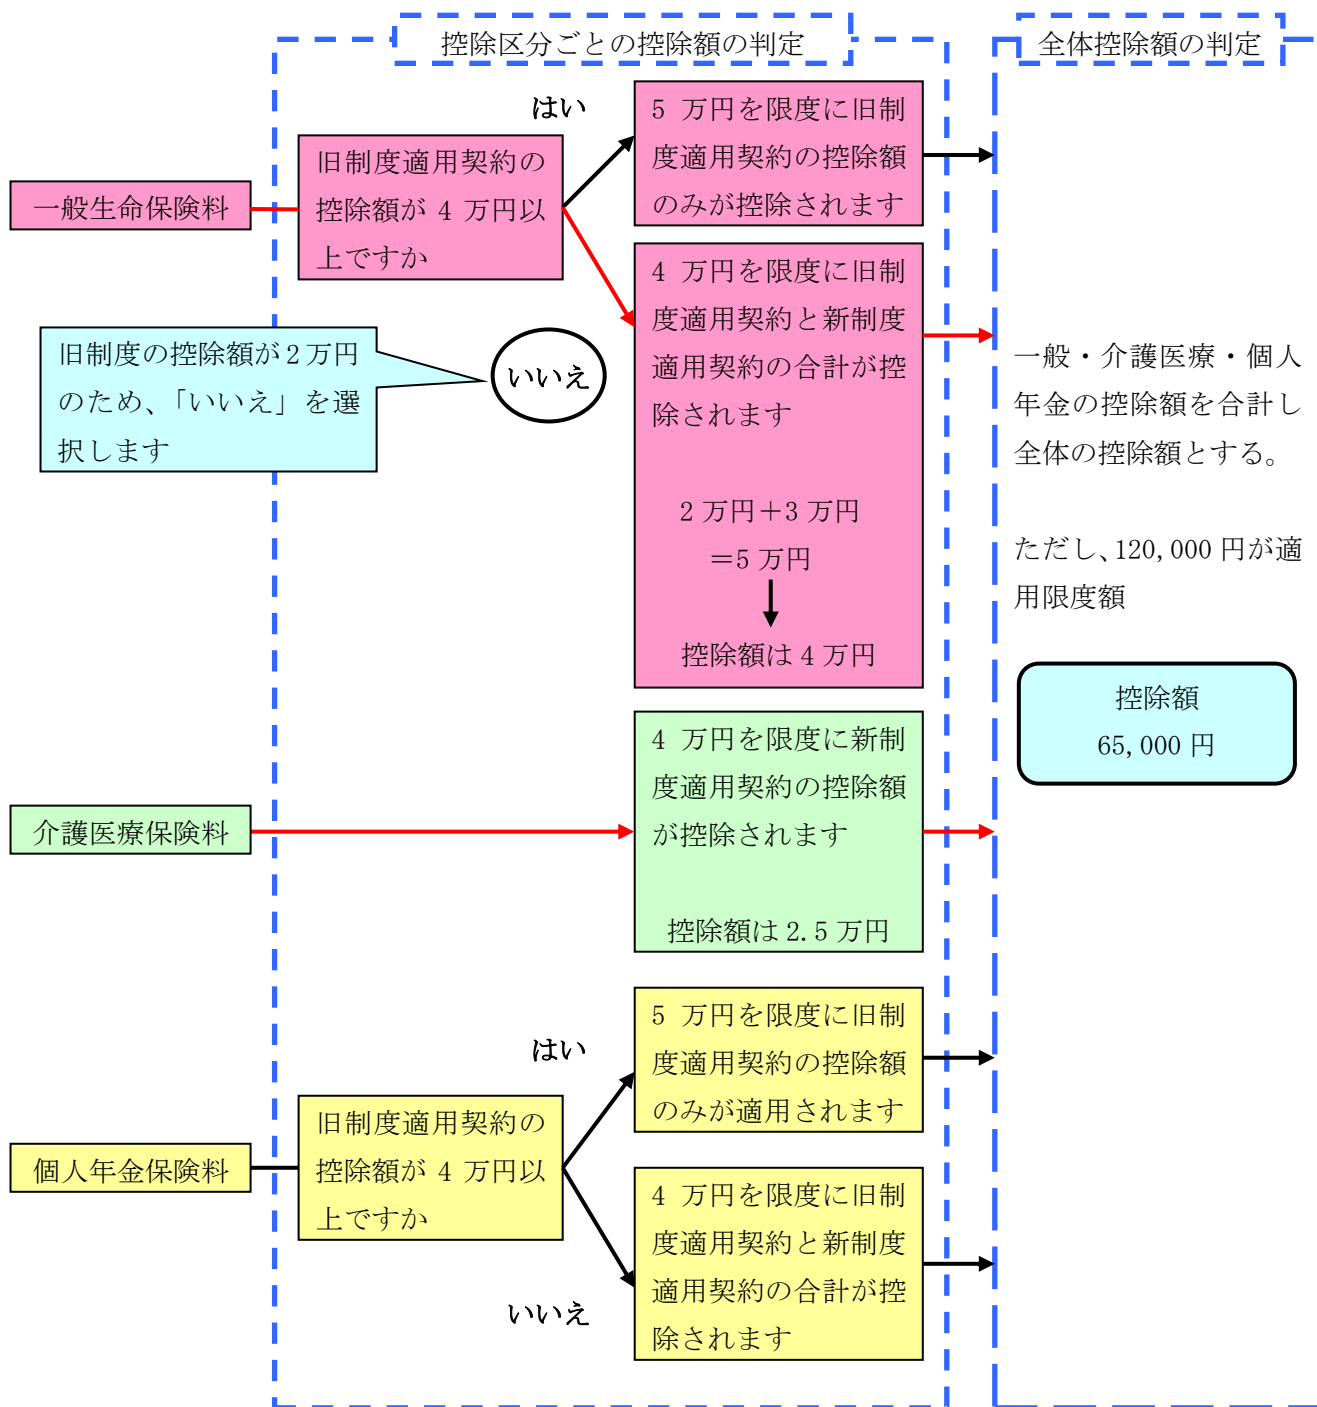 控除区分ごとの控除額の判定
全体控除額の判定
一般生命保険料
旧制度適用契約の
控除額が 4 万円以
上ですか
はい
5 万円を限度に旧制
度適用契約の控除額
のみが控除されます
いいえ
4 万円を限度に旧制
度適用契約と新制度
適用契約の合計が控
除されます
2 万円＋3 万円
＝5 万円
控除額は 4 万円
旧制度の控除額が 2 万円
のため、「いいえ」を選
択します
介護医療保険料
4 万円を限度に新制
度適用契約の控除額
が控除されます
控除額は 2.5 万円
個人年金保険料
旧制度適用契約の
控除額が 4 万円以
上ですか
はい
5 万円を限度に旧制
度適用契約の控除額
のみが適用されます
いいえ
4 万円を限度に旧制
度適用契約と新制度
適用契約の合計が控
除されます
一般・介護医療・個人
年金の控除額を合計し
全体の控除額とする。
ただし、120,000 円が適
用限度額
控除額
65,000 円